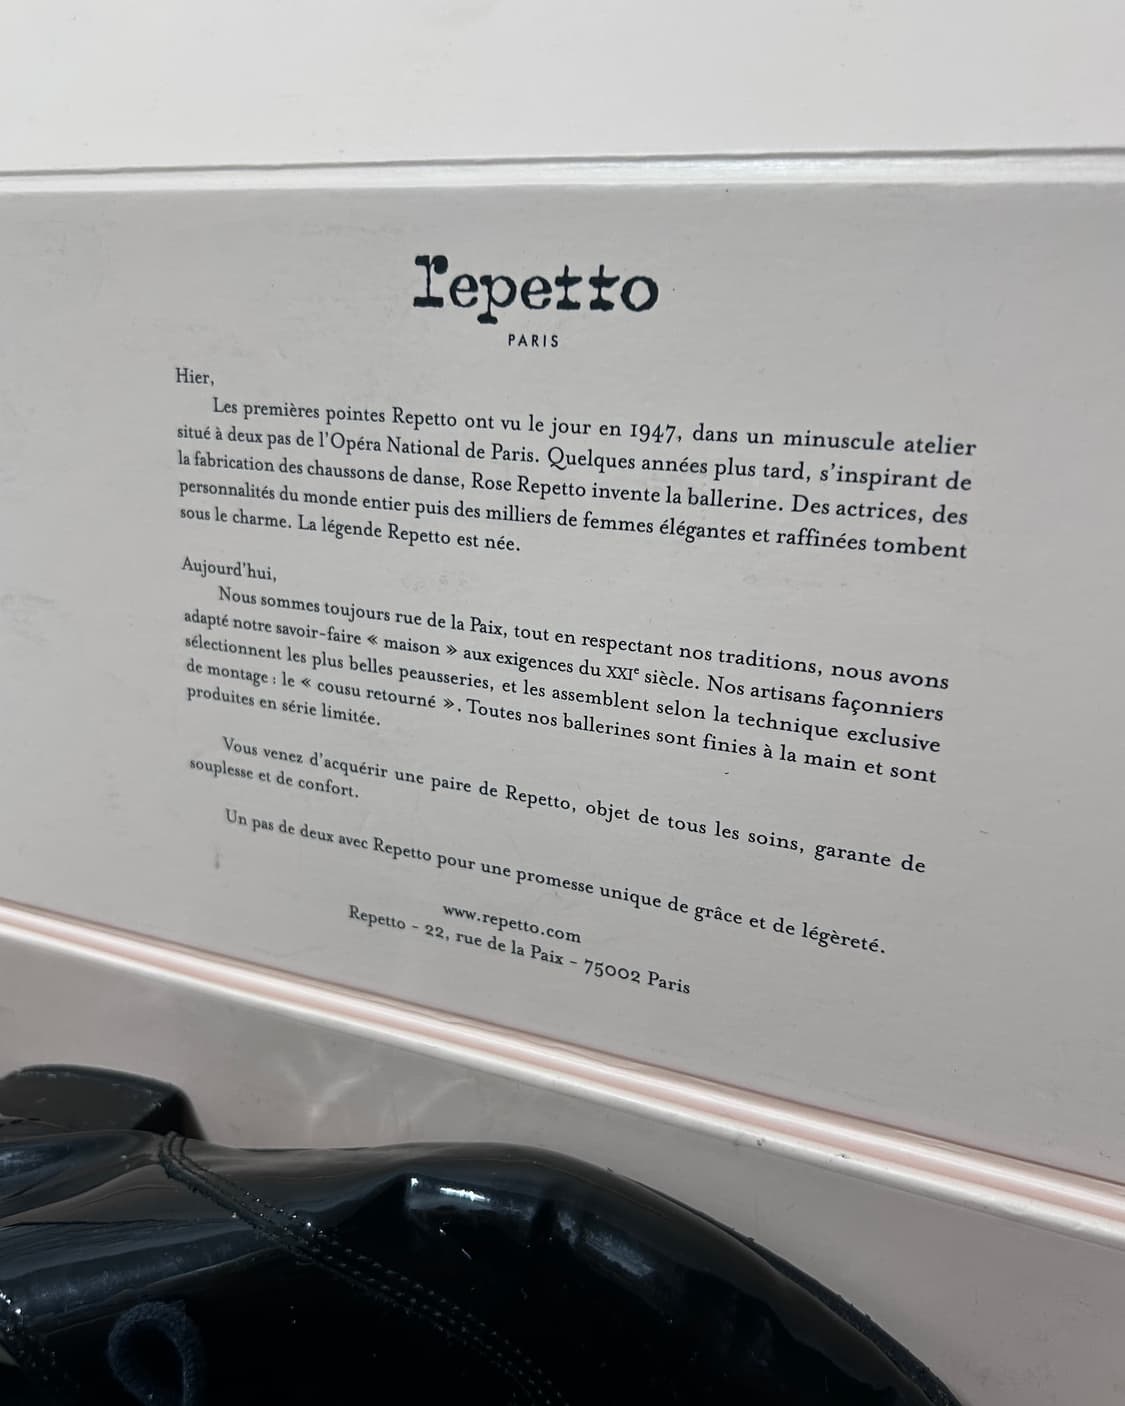 repetto
PARIS
Hier,
Les premières pointes Repetto ont vu le jour en 1947, dans un minuscule atelier
situé à deux pas de l'Opéra National de Paris. Quelques années plus tard, s'inspirant de
la fabrication des chaussons de danse, Rose Repetto invente la ballerine. Des actrices, des
personnalités du monde entier puis des milliers de femmes élégantes et raffinées tombent
sous le charme. La légende Repetto est née.
Aujourd'hui,
Nous sommes toujours rue de la Paix, tout en respectant nos traditions, nous avons
adapté notre savoir-faire « maison » aux exigences du XXIe siècle. Nos artisans façonniers
sélectionnent les plus belles peausseries, et les assemblent selon la technique exclusive
de montage : le « cousu retourné ». Toutes nos ballerines sont finies à la main et sont
produites en série limitée.
Vous venez d'acquérir une paire de Repetto, objet de tous les soins, garante de
souplesse et de confort.
Un pas de deux avec Repetto pour une promesse unique de grâce et de légèreté.
www.repetto.com
Repetto - 22, rue de la Paix - 75002 Paris